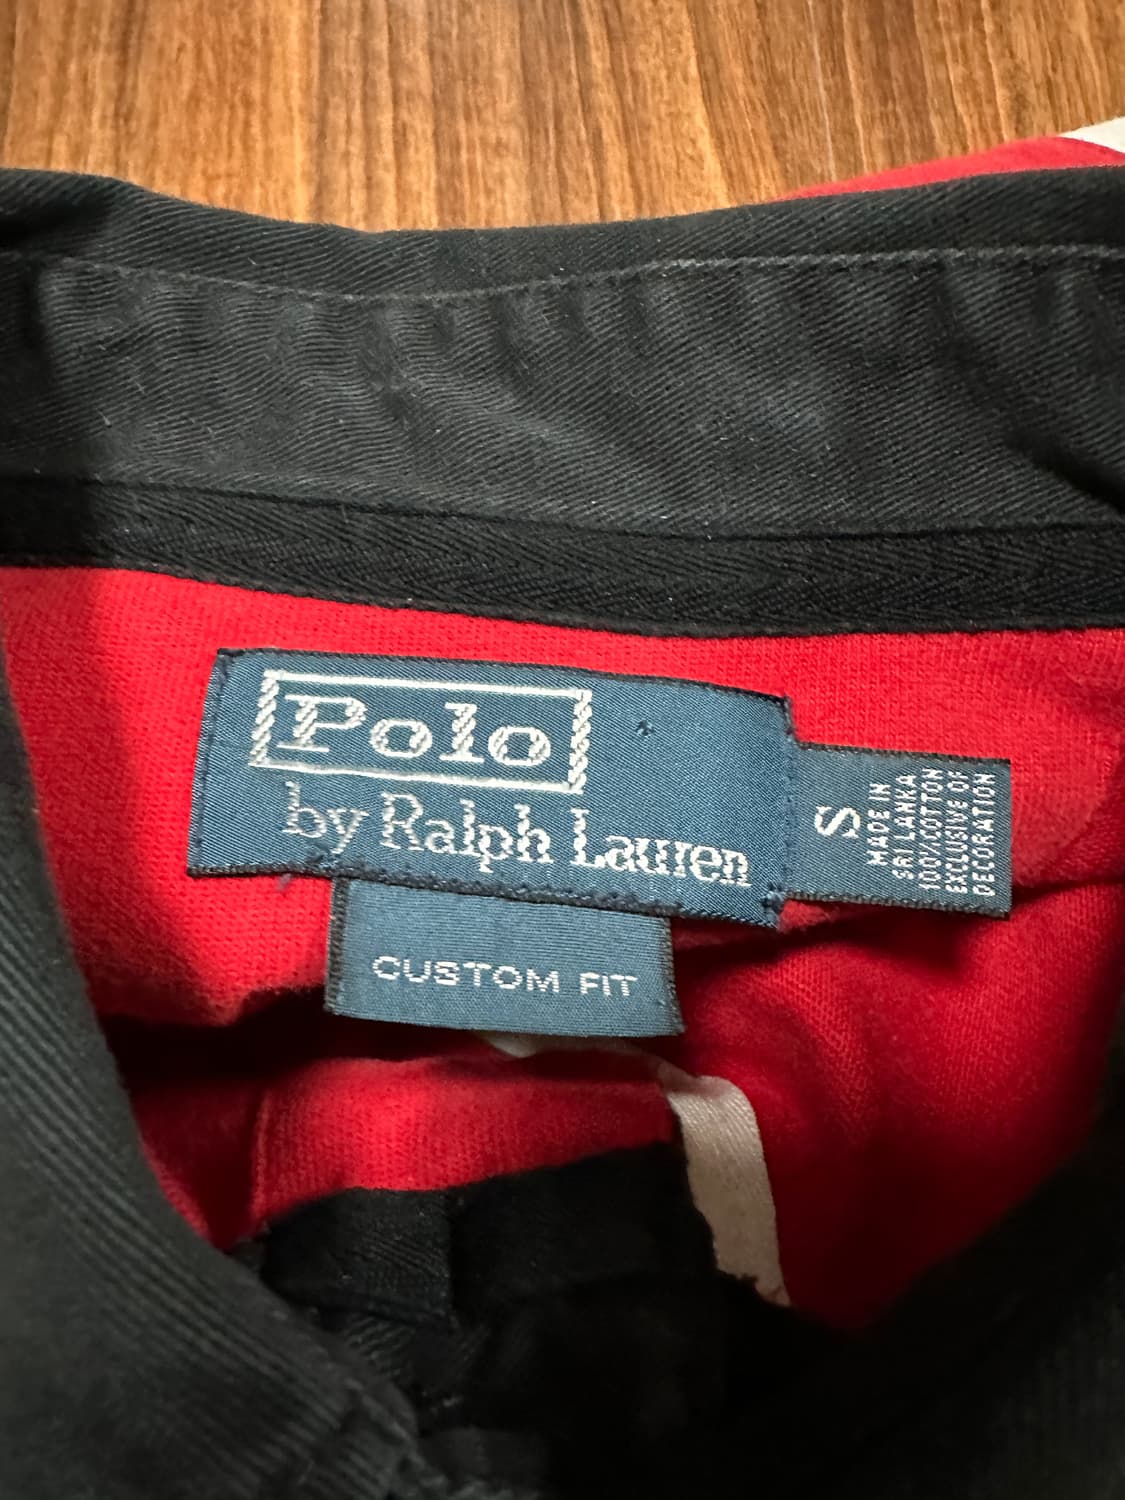 Polo
by Ralph Lauren
CUSTOM FIT
S
MADE IN
SRI LANKA
100% COTTON
EXCLUSIVE OF
DECORATION